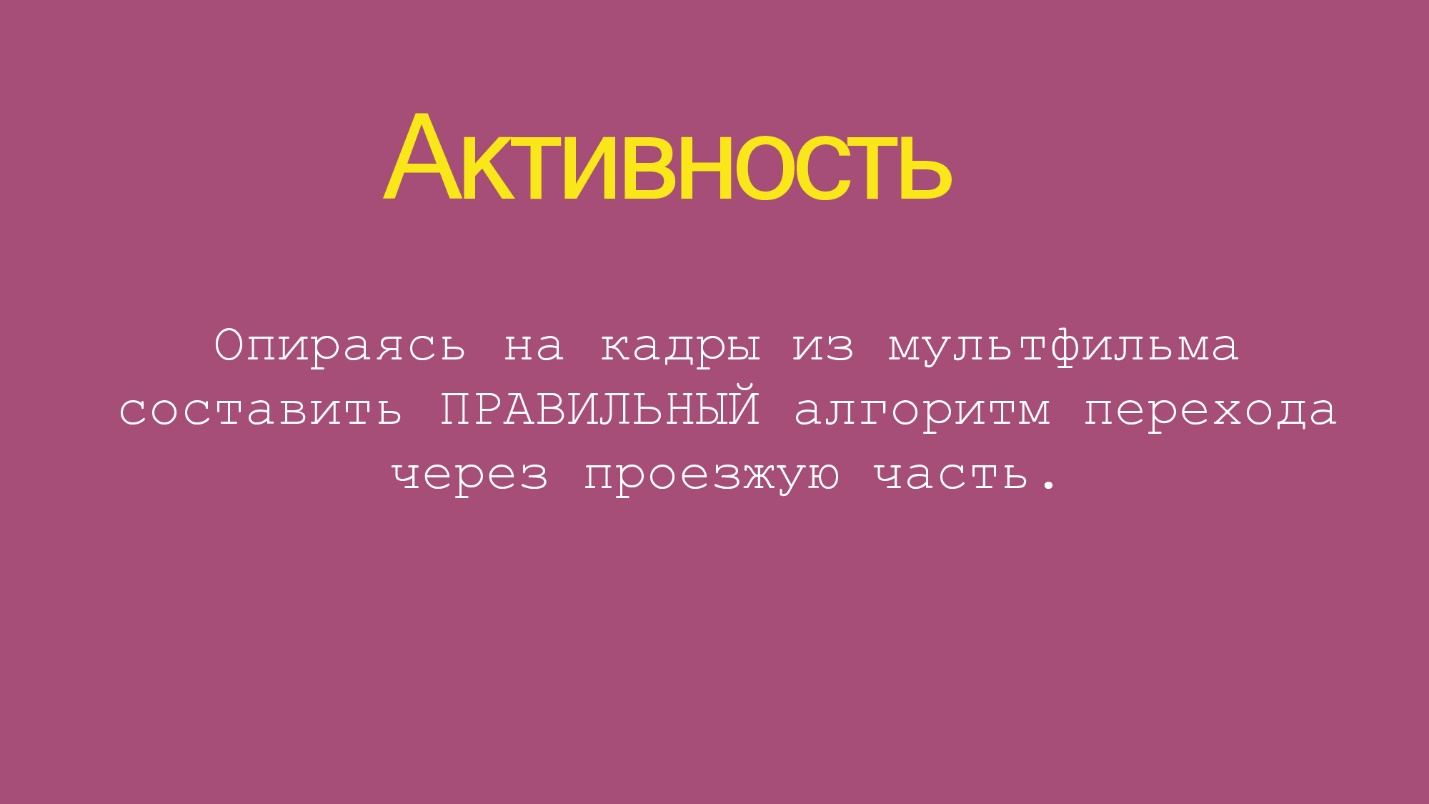 Активность
Опираясь на кадры из мультфильма
составить ПРАВИЛЬНЫЙ алгоритм перехода
через проезжую часть.